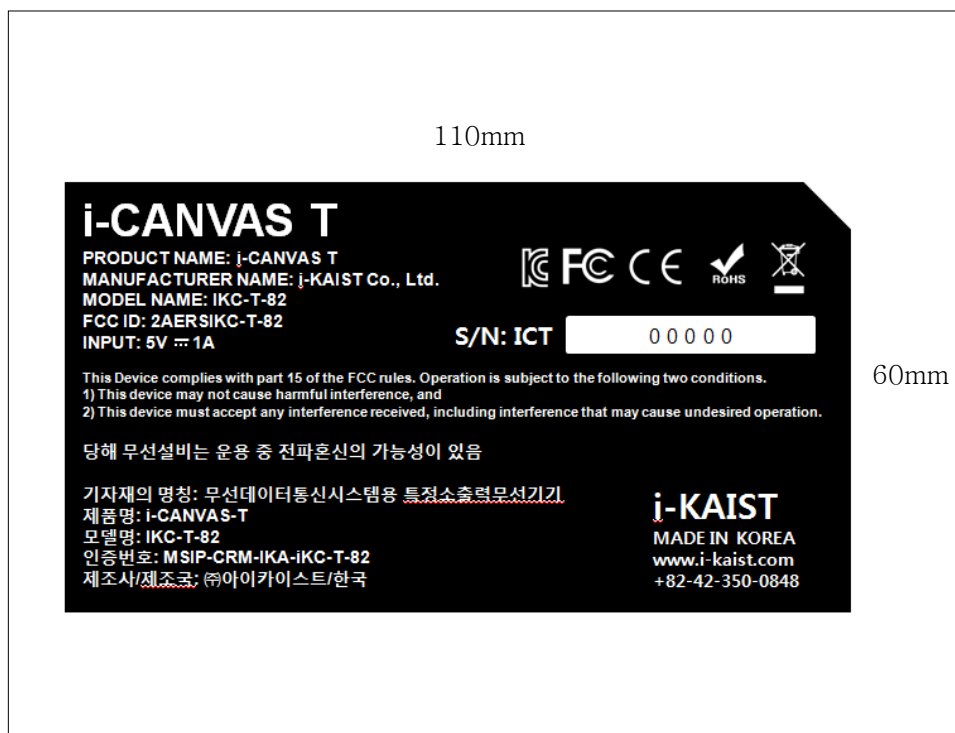 110mm
i-CANVAS T
PRODUCT NAME: i-CANVAS T
MANUFACTURER NAME: i-KAIST Co., Ltd.
MODEL NAME: IKC-T-82
FCC ID: 2AERSIKC-T-82
INPUT: 5V ⎓ 1A
FC CE RoHS
S/N: ICT 00000
60mm
This Device complies with part 15 of the FCC rules. Operation is subject to the following two conditions.
1) This device may not cause harmful interference, and
2) This device must accept any interference received, including interference that may cause undesired operation.
당해 무선설비는 운용 중 전파혼신의 가능성이 있음
기자재의 명칭: 무선데이터통신시스템용 특정소출력무선기기
제품명: i-CANVAS-T
모델명: IKC-T-82
인증번호: MSIP-CRM-IKA-iKC-T-82
제조사/제조국: ㈜아이카이스트/한국
i-KAIST
MADE IN KOREA
www.i-kaist.com
+82-42-350-0848